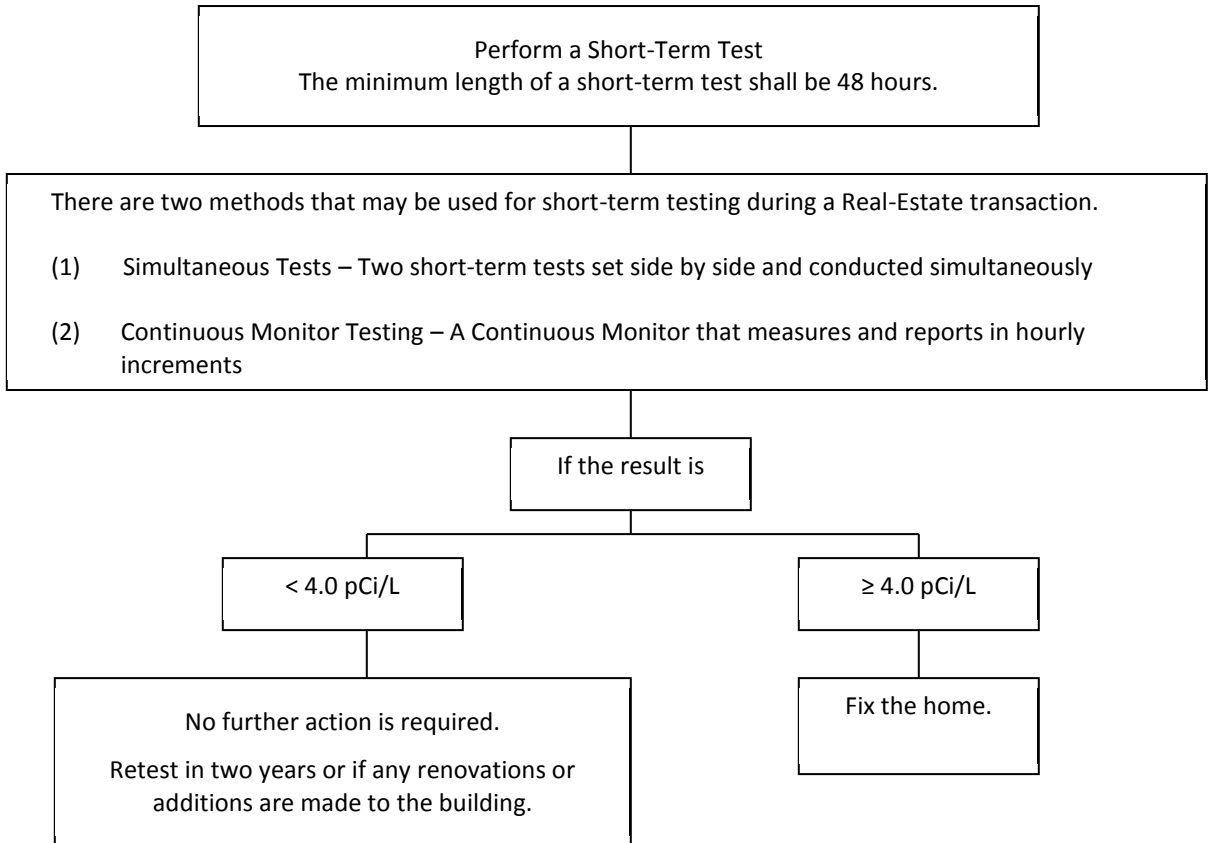 Perform a Short-Term Test
The minimum length of a short-term test shall be 48 hours.
There are two methods that may be used for short-term testing during a Real-Estate transaction.
(1) Simultaneous Tests – Two short-term tests set side by side and conducted simultaneously
(2) Continuous Monitor Testing – A Continuous Monitor that measures and reports in hourly
increments
If the result is
< 4.0 pCi/L
≥ 4.0 pCi/L
No further action is required.
Retest in two years or if any renovations or
additions are made to the building.
Fix the home.